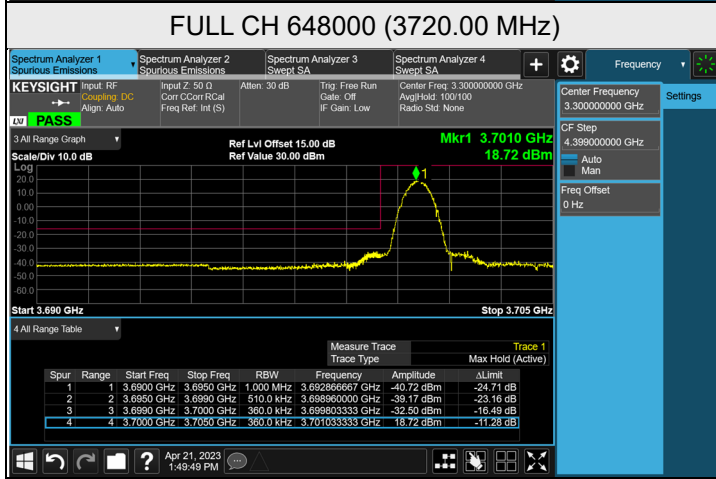 FULL CH 648000 (3720.00 MHz)
Spectrum Analyzer 1
Spurious Emissions
Spectrum Analyzer 2
Spurious Emissions
Spectrum Analyzer 3
Swept SA
Spectrum Analyzer 4
Swept SA
+
Frequency
KEYSIGHT
Input: RF
Coupling: DC
Align: Auto
Input Z: 50 Ω
Corr CCorr RCal
Freq Ref: Int (S)
Atten: 30 dB
Trig: Free Run
Gate: Off
IF Gain: Low
Center Freq: 3.300000000 GHz
Avg|Hold: 100/100
Radio Std: None
LXI PASS
Center Frequency
3.300000000 GHz
Settings
CF Step
4.399000000 GHz
Auto
Man
Freq Offset
0 Hz
3 All Range Graph
Ref Lvl Offset 15.00 dB
Mkr1 3.7010 GHz
Scale/Div 10.0 dB
Ref Value 30.00 dBm
18.72 dBm
Log
1
20.0
10.0
0.00
-10.0
-20.0
-30.0
-40.0
-50.0
-60.0
Start 3.690 GHz
Stop 3.705 GHz
4 All Range Table
Measure Trace Trace 1
Trace Type Max Hold (Active)
Spur Range Start Freq Stop Freq RBW Frequency Amplitude ΔLimit
1 1 3.6900 GHz 3.6950 GHz 1.000 MHz 3.692866667 GHz -40.72 dBm -24.71 dB
2 2 3.6950 GHz 3.6990 GHz 510.0 kHz 3.698960000 GHz -39.17 dBm -23.16 dB
3 3 3.6990 GHz 3.7000 GHz 360.0 kHz 3.699803333 GHz -32.50 dBm -16.49 dB
4 4 3.7000 GHz 3.7050 GHz 360.0 kHz 3.701033333 GHz 18.72 dBm -11.28 dB
?
Apr 21, 2023
1:49:49 PM